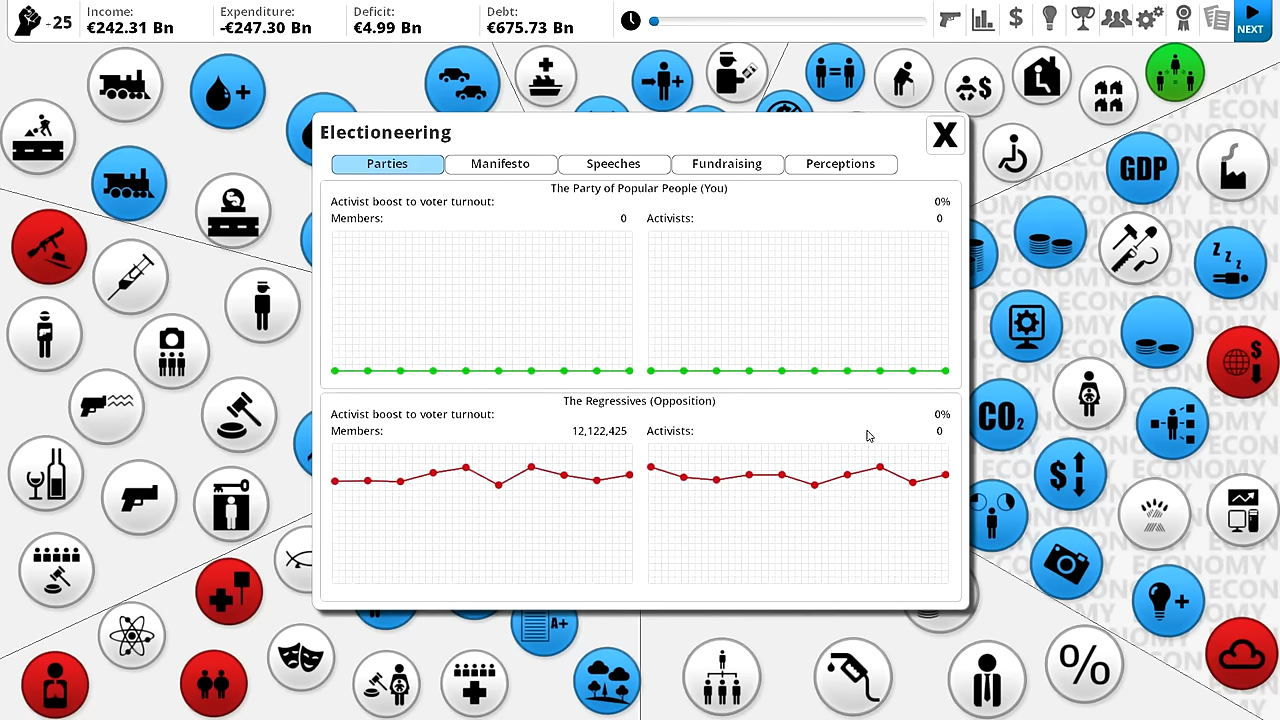 -25
Income:
€242.31 Bn
Expenditure:
-€247.30 Bn
Deficit:
€4.99 Bn
Debt:
€675.73 Bn
NEXT
Electioneering
X
Parties
Manifesto
Speeches
Fundraising
Perceptions
The Party of Popular People (You)
Activist boost to voter turnout:
0%
Members:
0
Activists:
0
The Regressives (Opposition)
Activist boost to voter turnout:
0%
Members:
12,122,425
Activists:
0
GDP
CO₂
A+
%
ECONOMY